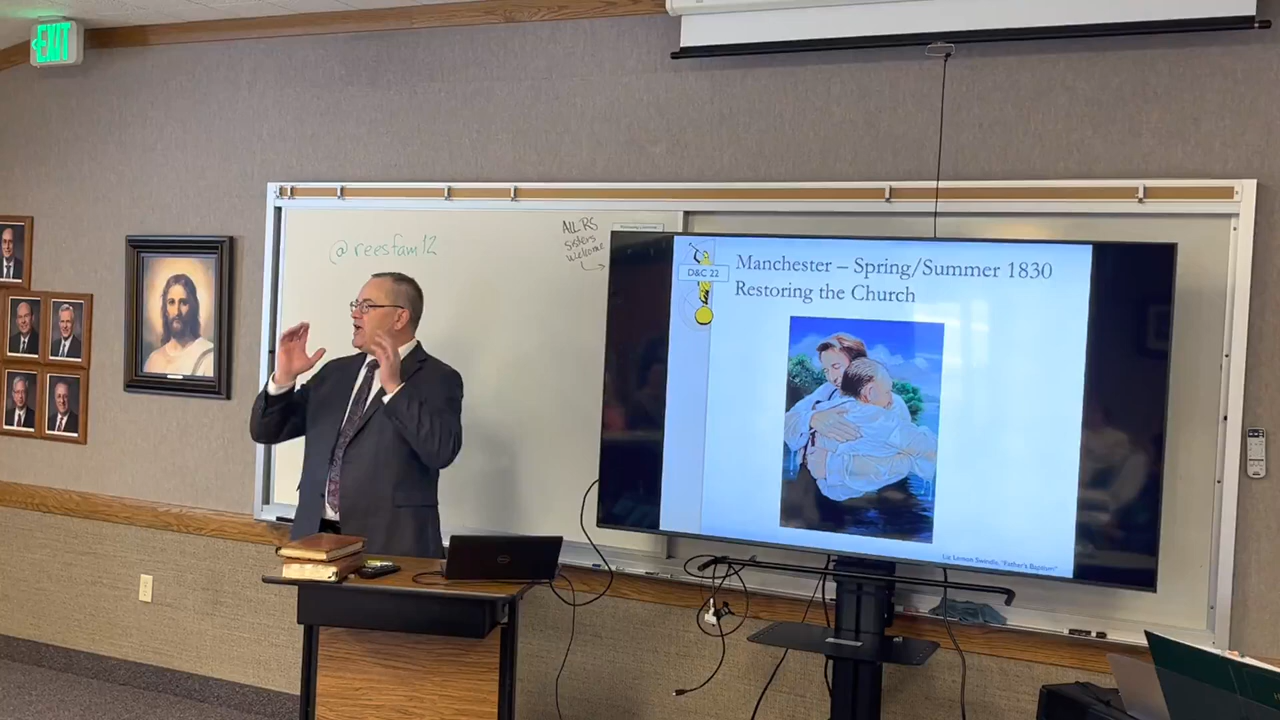 EXIT
@reesfam12
ALL RS
sisters
welcome
D&C 22
Manchester – Spring/Summer 1830
Restoring the Church
Liz Lemon Swindle, "Father's Baptism"
DELL